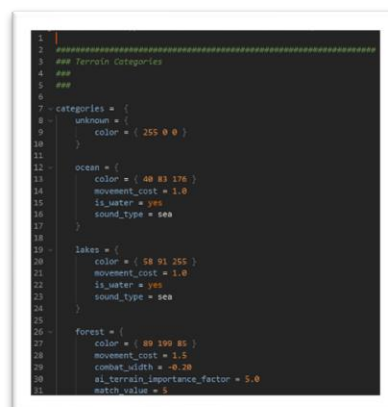 1
2 ##################################################################
3 ### Terrain Categories
4 ###
5 ###
6
7 categories = {
8 unknown = {
9 color = { 255 0 0 }
10 }
11
12 ocean = {
13 color = { 40 83 176 }
14 movement_cost = 1.0
15 is_water = yes
16 sound_type = sea
17 }
18
19 lakes = {
20 color = { 58 91 255 }
21 movement_cost = 1.0
22 is_water = yes
23 sound_type = sea
24 }
25
26 forest = {
27 color = { 89 199 85 }
28 movement_cost = 1.5
29 combat_width = -0.20
30 ai_terrain_importance_factor = 5.0
31 match_value = 5